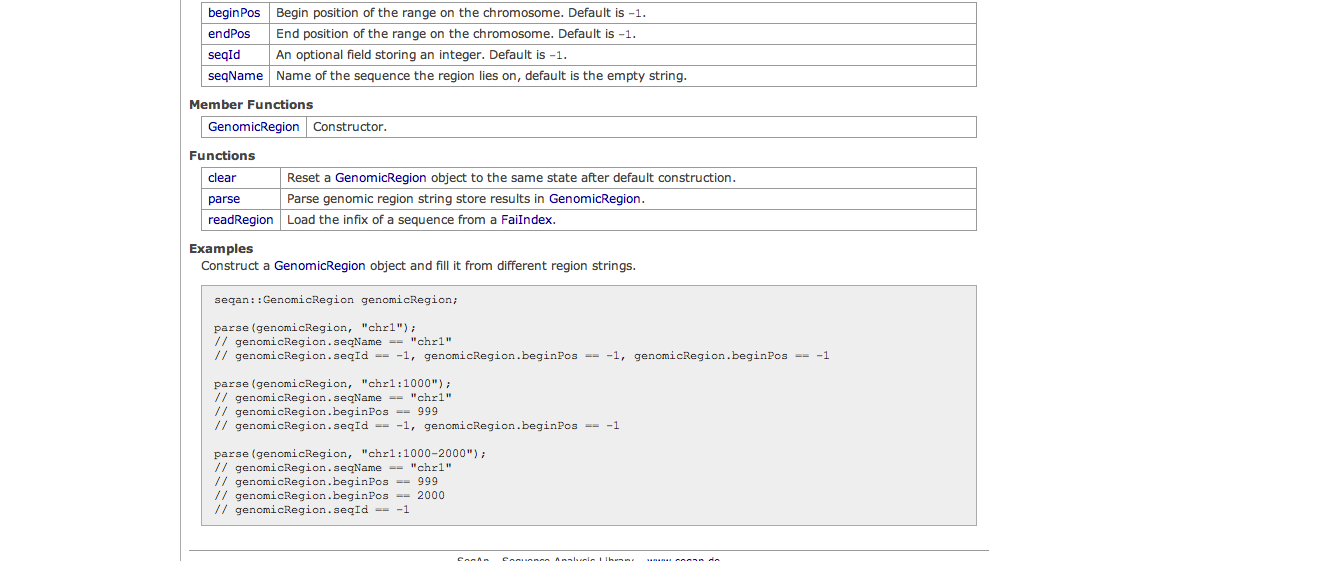 beginPos Begin position of the range on the chromosome. Default is -1.
endPos End position of the range on the chromosome. Default is -1.
seqId An optional field storing an integer. Default is -1.
seqName Name of the sequence the region lies on, default is the empty string.
Member Functions
GenomicRegion Constructor.
Functions
clear Reset a GenomicRegion object to the same state after default construction.
parse Parse genomic region string store results in GenomicRegion.
readRegion Load the infix of a sequence from a FaiIndex.
Examples
Construct a GenomicRegion object and fill it from different region strings.
seqan::GenomicRegion genomicRegion;
parse(genomicRegion, "chr1");
// genomicRegion.seqName == "chr1"
// genomicRegion.seqId == -1, genomicRegion.beginPos == -1, genomicRegion.beginPos == -1
parse(genomicRegion, "chr1:1000");
// genomicRegion.seqName == "chr1"
// genomicRegion.beginPos == 999
// genomicRegion.seqId == -1, genomicRegion.beginPos == -1
parse(genomicRegion, "chr1:1000-2000");
// genomicRegion.seqName == "chr1"
// genomicRegion.beginPos == 999
// genomicRegion.beginPos == 2000
// genomicRegion.seqId == -1
SeqAn - Sequence Analysis Library - www.seqan.de